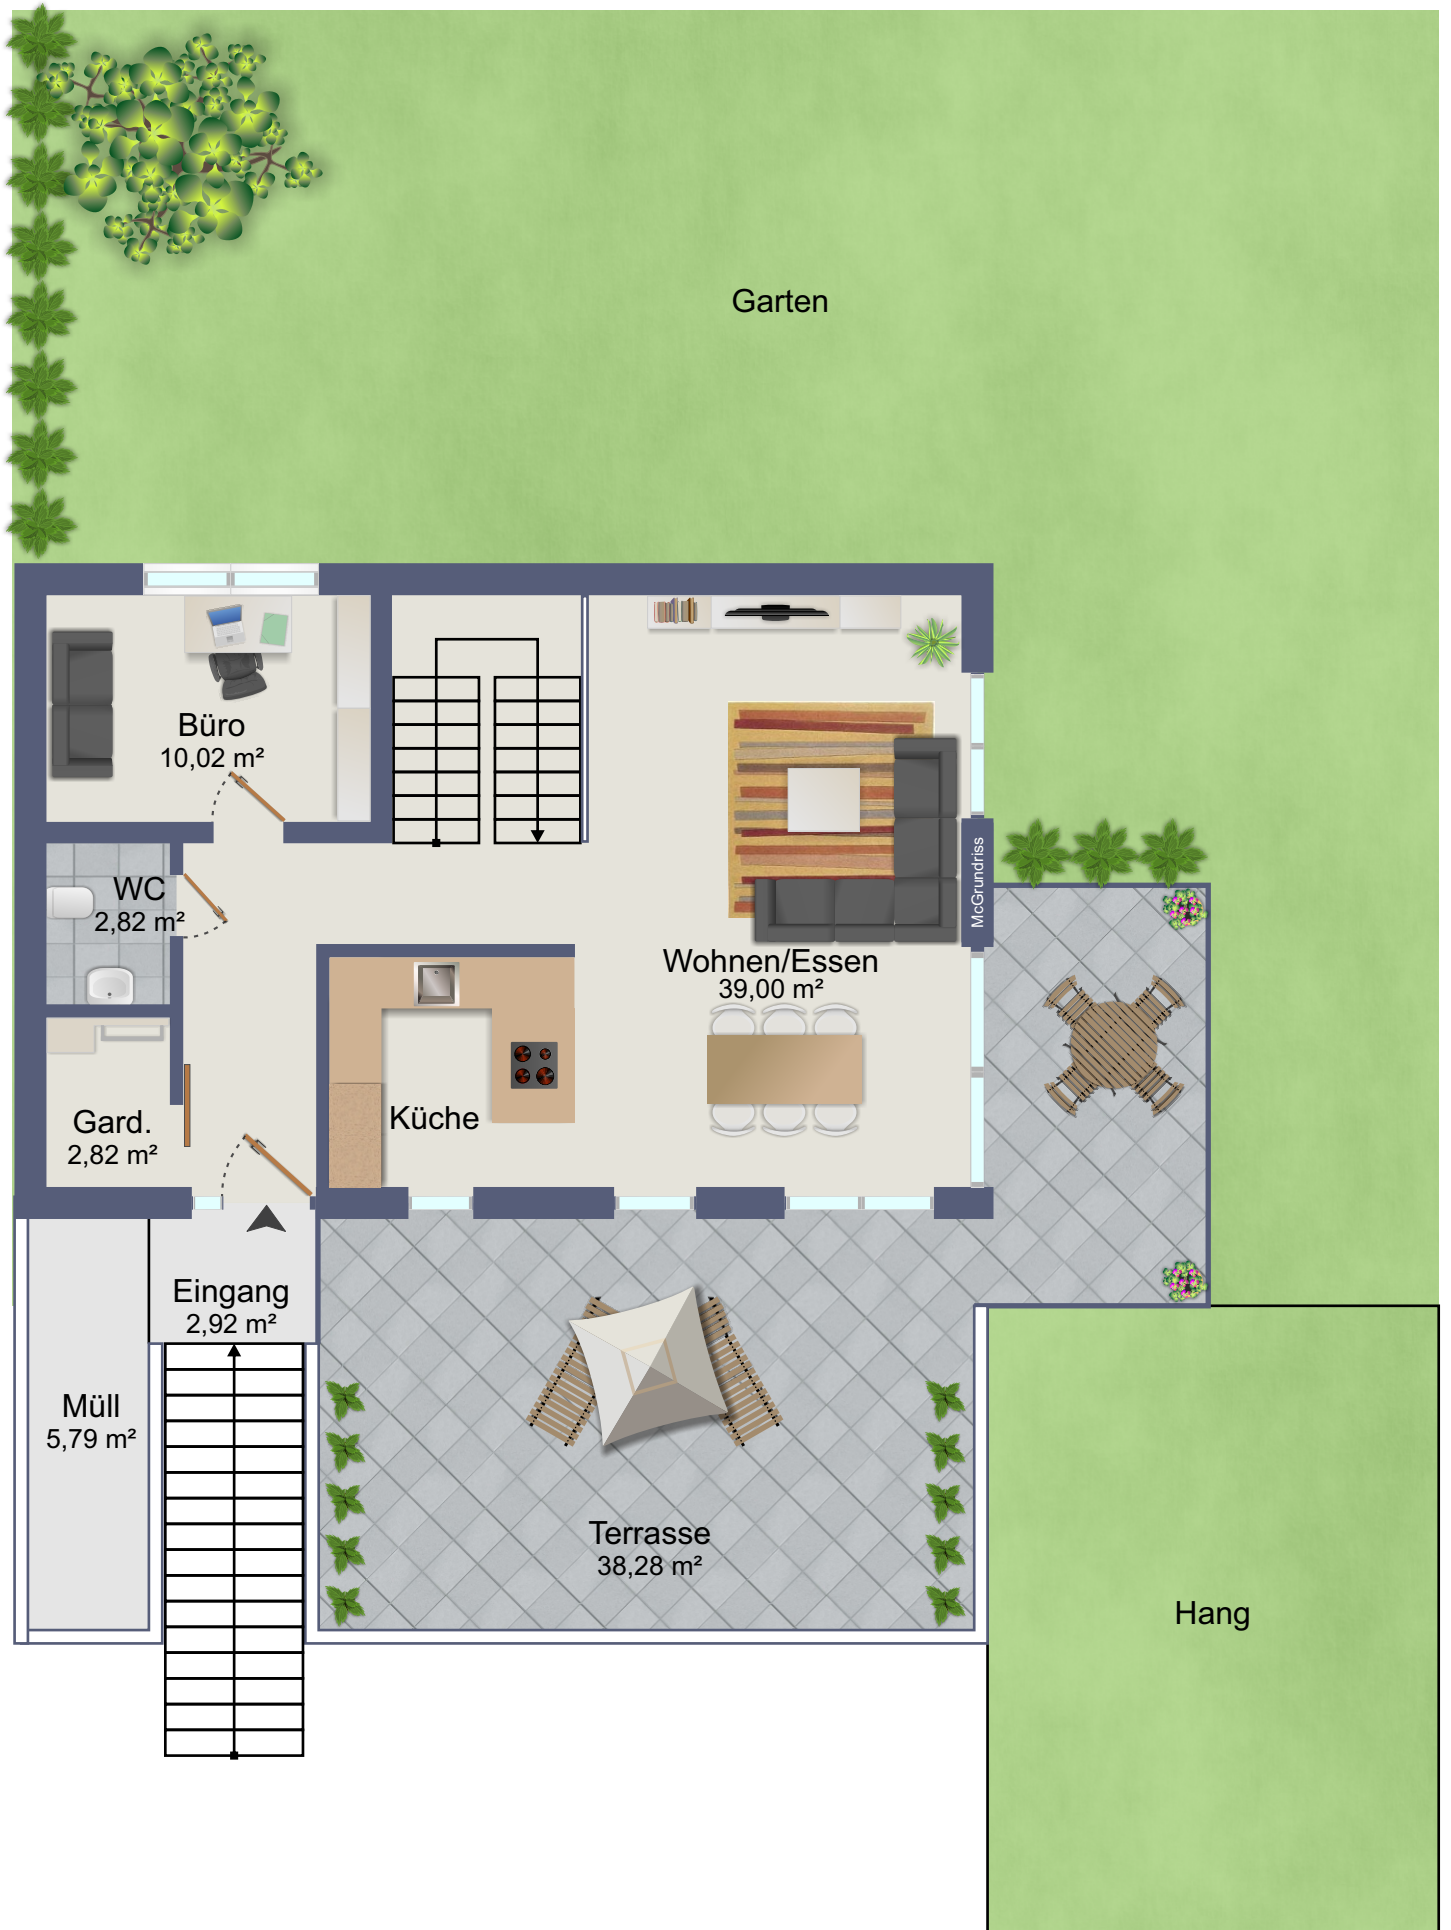 Garten
Büro
10,02 m²
McGrundriss
WC
2,82 m²
Wohnen/Essen
39,00 m²
Gard.
2,82 m²
Küche
Eingang
2,92 m²
Müll
5,79 m²
Terrasse
38,28 m²
Hang